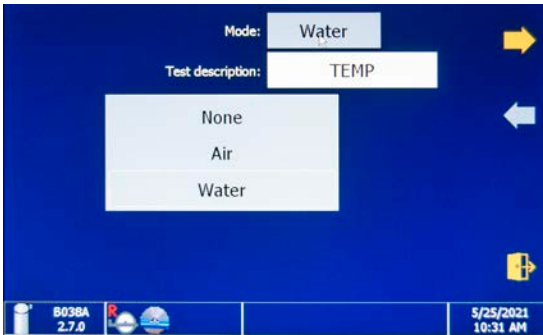 Mode: Water
Test description: TEMP
None
Air
Water
B038A
2.7.0
R
5/25/2021
10:31 AM